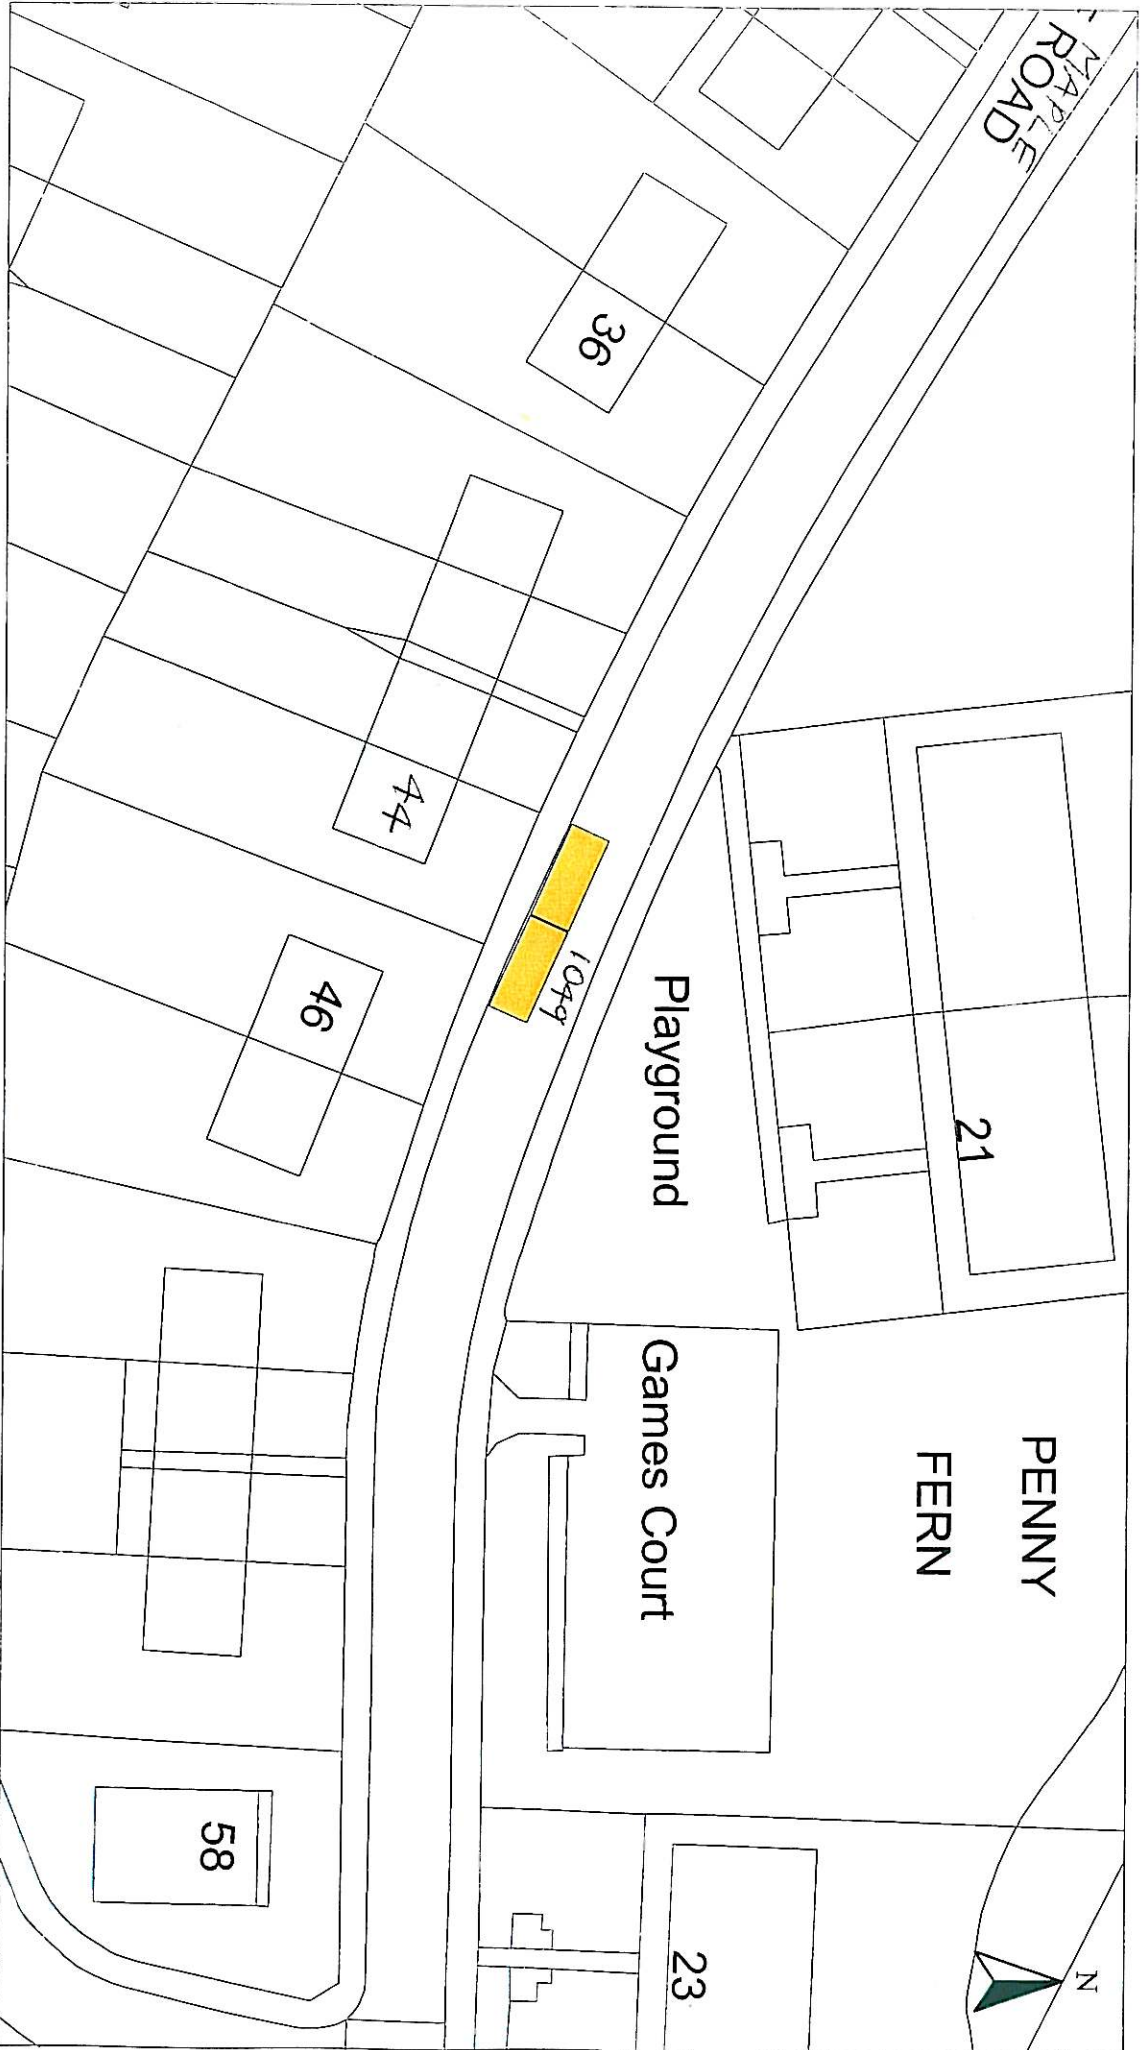 MAPLE
ROAD
36
21
44
1049
Playground
46
PENNY
FERN
Games Court
58
23
N